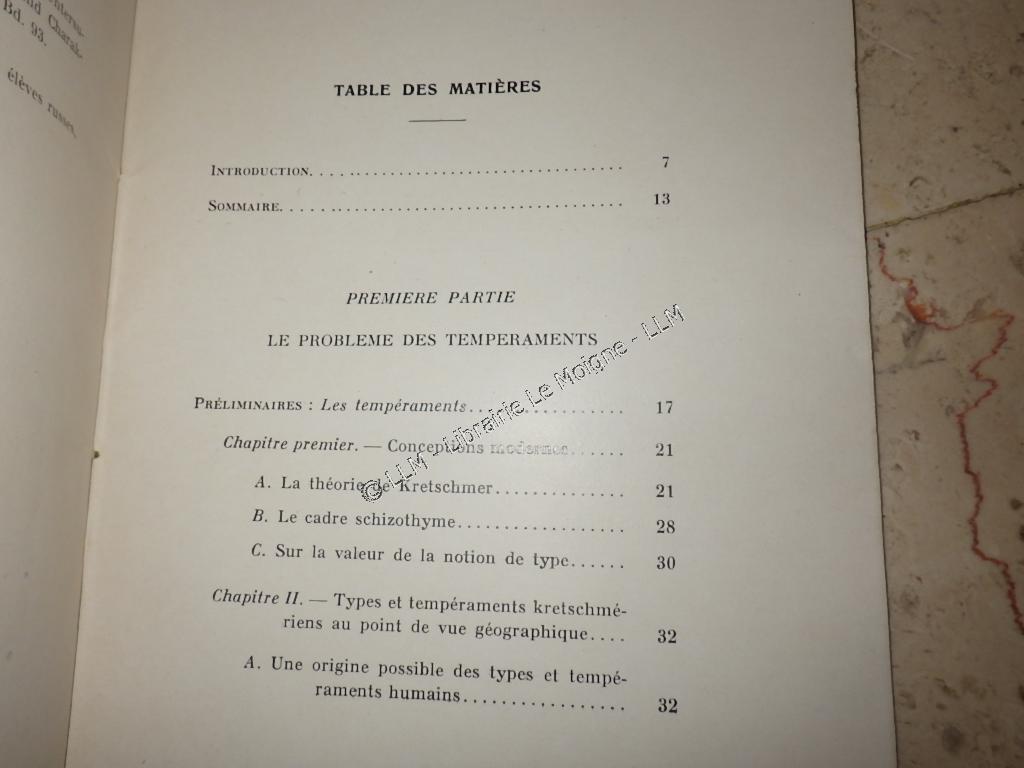 Bd. 93.
élèves russes.
TABLE DES MATIÈRES
INTRODUCTION. . . . . . . . . . . . . . . . . . . . . . . . . . . . . . . . . . 7
SOMMAIRE. . . . . . . . . . . . . . . . . . . . . . . . . . . . . . . . . . . . . 13
PREMIERE PARTIE
LE PROBLEME DES TEMPERAMENTS
PRÉLIMINAIRES : Les tempéraments. . . . . . . . . . . . . . . . 17
Chapitre premier. — Conceptions modernes. . . . . . 21
A. La théorie de Kretschmer. . . . . . . . . . . . . . 21
B. Le cadre schizothyme. . . . . . . . . . . . . . . . . . 28
C. Sur la valeur de la notion de type. . . . . . 30
Chapitre II. — Types et tempéraments kretschmé-
riens au point de vue géographique. . . . 32
A. Une origine possible des types et tempé-
raments humains. . . . . . . . . . . . . . . . . . 32
© LLM - Librairie Le Moigne - LLM